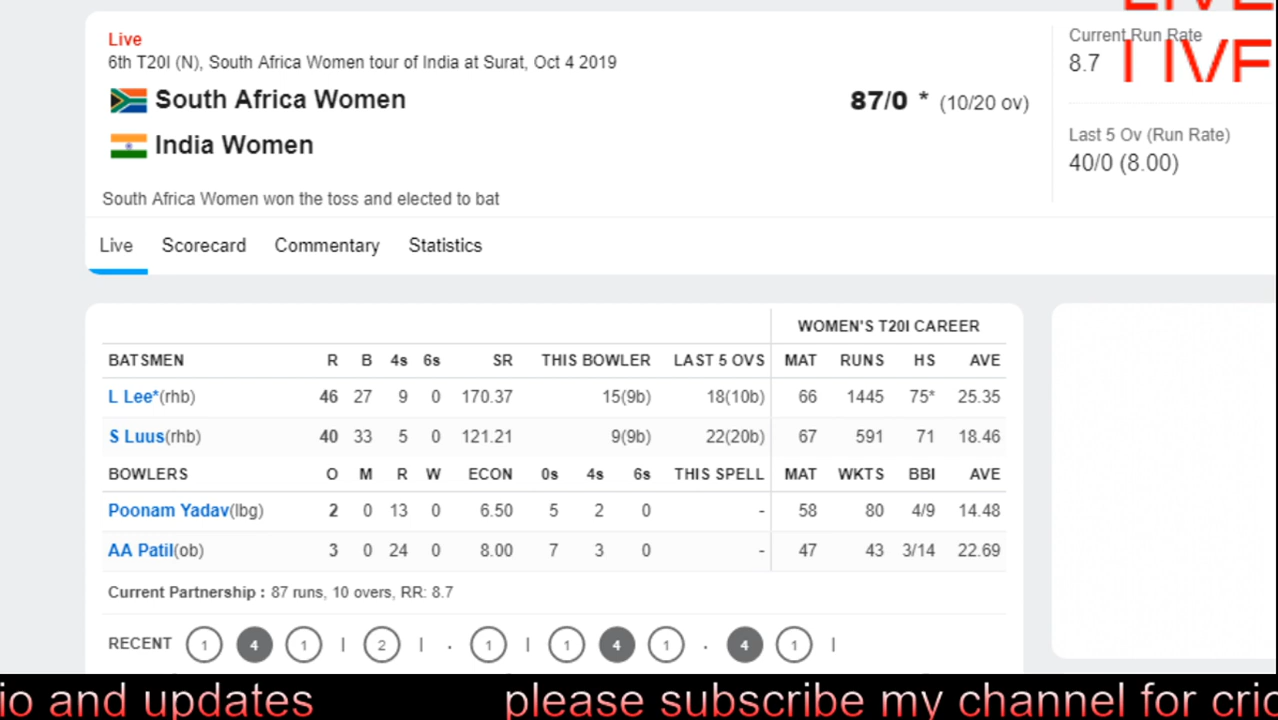 LIVE
Live
Current Run Rate
6th T20I (N), South Africa Women tour of India at Surat, Oct 4 2019
8.7 LIVE
South Africa Women 87/0 * (10/20 ov)
Last 5 Ov (Run Rate)
India Women
40/0 (8.00)
South Africa Women won the toss and elected to bat
Live Scorecard Commentary Statistics
WOMEN'S T20I CAREER
BATSMEN R B 4s 6s SR THIS BOWLER LAST 5 OVS MAT RUNS HS AVE
L Lee*(rhb) 46 27 9 0 170.37 15(9b) 18(10b) 66 1445 75* 25.35
S Luus(rhb) 40 33 5 0 121.21 9(9b) 22(20b) 67 591 71 18.46
BOWLERS O M R W ECON 0s 4s 6s THIS SPELL MAT WKTS BBI AVE
Poonam Yadav(lbg) 2 0 13 0 6.50 5 2 0 - 58 80 4/9 14.48
AA Patil(ob) 3 0 24 0 8.00 7 3 0 - 47 43 3/14 22.69
Current Partnership : 87 runs, 10 overs, RR: 8.7
RECENT 1 4 1 | 2 | . 1 | 1 4 1 . 4 1 |
io and updates please subscribe my channel for cric